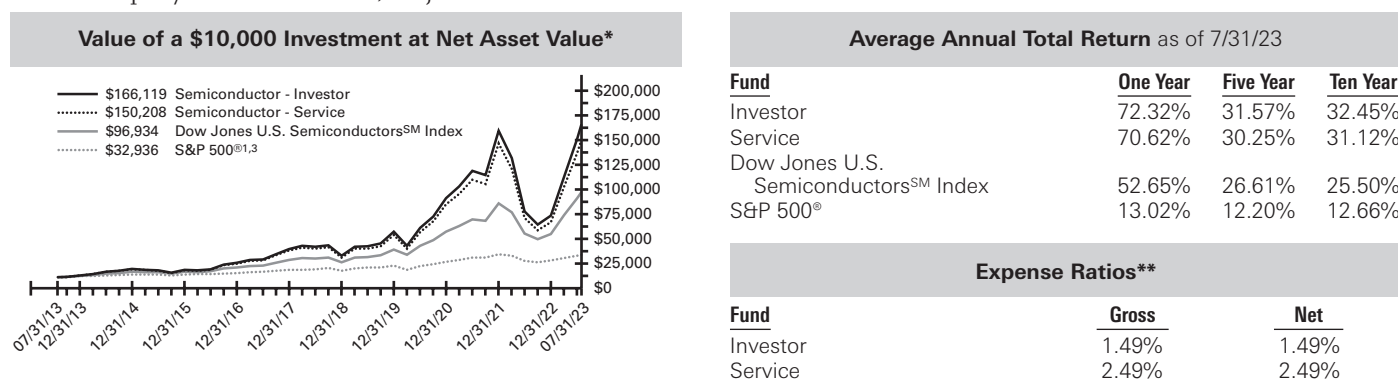 Value of a $10,000 Investment at Net Asset Value*
$166,119 Semiconductor - Investor
$150,208 Semiconductor - Service
$96,934 Dow Jones U.S. Semiconductors℠ Index
$32,936 S&P 500®1,3
$200,000
$175,000
$150,000
$125,000
$100,000
$75,000
$50,000
$25,000
$0
07/31/13
12/31/13
12/31/14
12/31/15
12/31/16
12/31/17
12/31/18
12/31/19
12/31/20
12/31/21
12/31/22
07/31/23
Average Annual Total Return as of 7/31/23
Fund One Year Five Year Ten Year
Investor 72.32% 31.57% 32.45%
Service 70.62% 30.25% 31.12%
Dow Jones U.S.
Semiconductors℠ Index 52.65% 26.61% 25.50%
S&P 500® 13.02% 12.20% 12.66%
Expense Ratios**
Fund Gross Net
Investor 1.49% 1.49%
Service 2.49% 2.49%